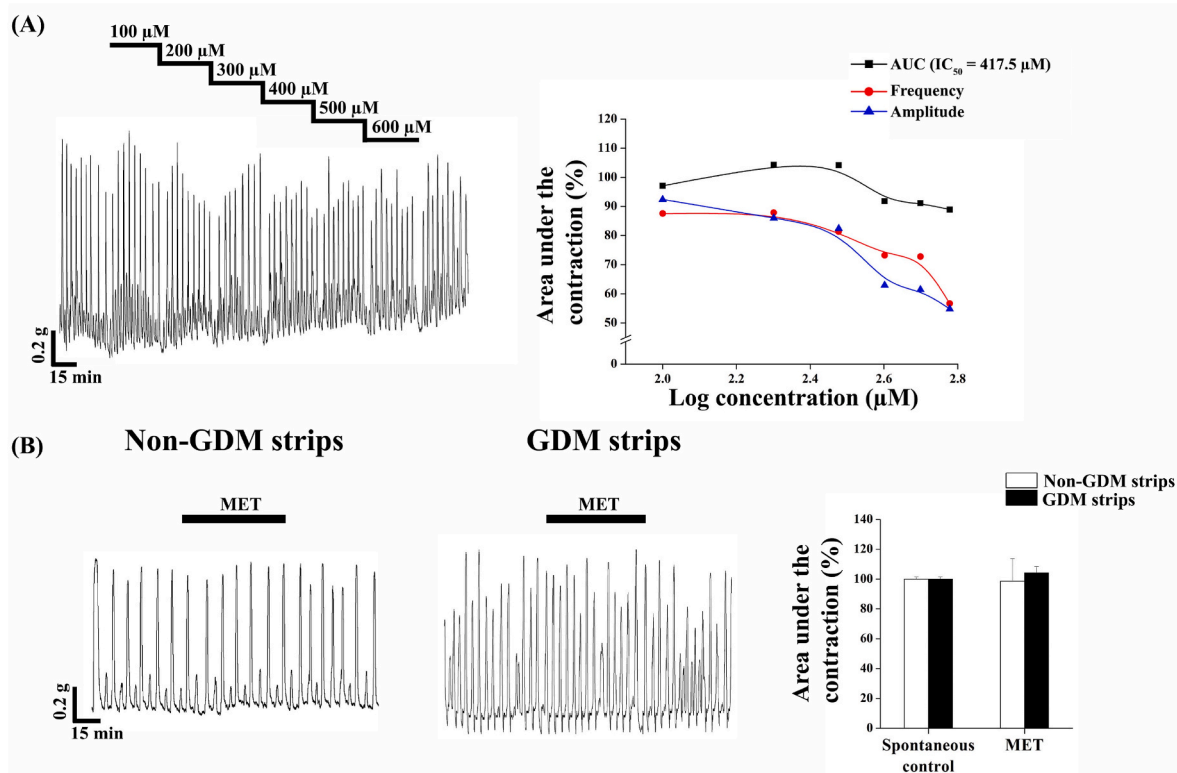 (A)
100 µM
200 µM
300 µM
400 µM
500 µM
600 µM
0.2 g
15 min
AUC (IC50 = 417.5 µM)
Frequency
Amplitude
Area under the
contraction (%)
120
110
100
90
80
70
60
50
0
2.0 2.2 2.4 2.6 2.8
Log concentration (µM)
(B)
Non-GDM strips
MET
0.2 g
15 min
GDM strips
MET
Non-GDM strips
GDM strips
Area under the
contraction (%)
140
120
100
80
60
40
20
0
Spontaneous
control
MET